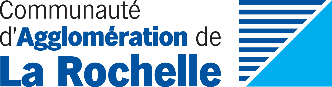 Communauté
d'Agglomération de
La Rochelle